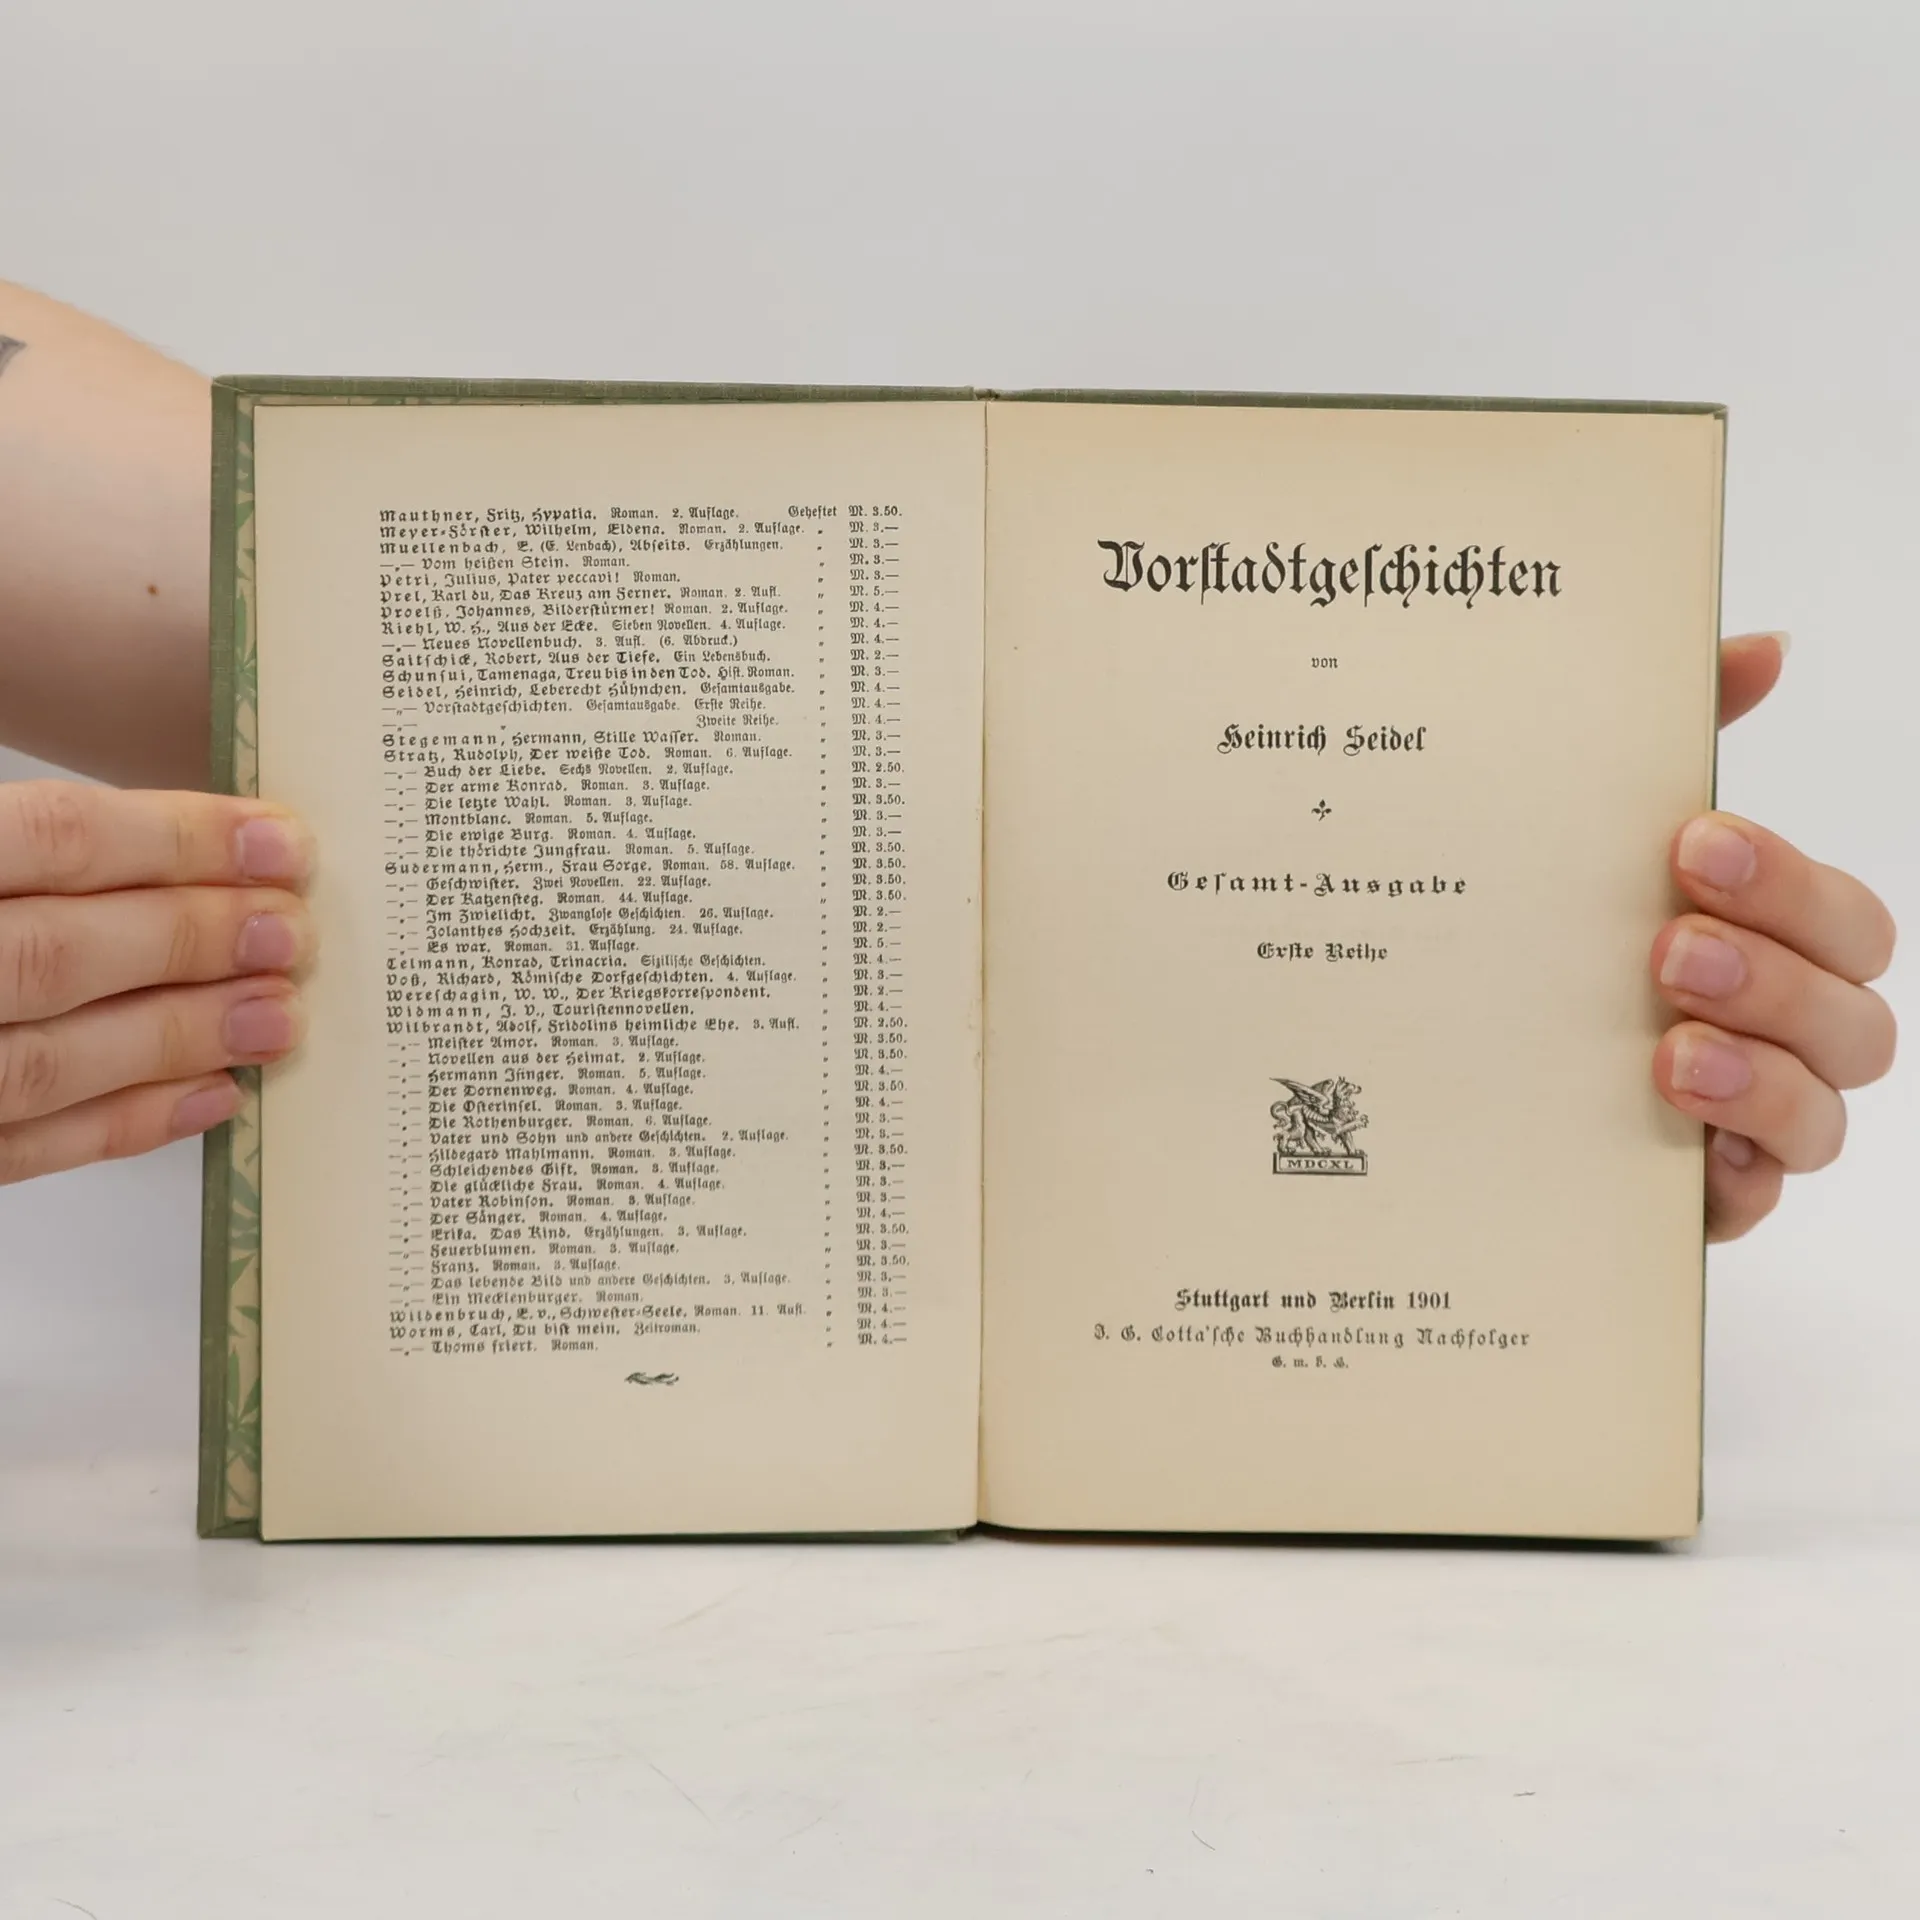 Mauthner, Fritz, Hypatia. Roman. 2. Auflage. Geheftet M. 3.50.
Meyer-Förster, Wilhelm, Eldena. Roman. 2. Auflage. „ M. 3.—
Muellenbach, E. (E. Lenbach), Abseits. Erzählungen. „ M. 3.—
—„— Vom heißen Stein. Roman. „ M. 3.—
Petri, Julius, Pater peccavi! Roman. „ M. 3.—
Prel, Karl du, Das Kreuz am Ferner. Roman. 2. Aufl. „ M. 5.—
Proelß, Johannes, Bilderstürmer! Roman. 2. Auflage. „ M. 4.—
Riehl, W. H., Aus der Ecke. Sieben Novellen. 4. Auflage. „ M. 4.—
—„— Neues Novellenbuch. 3. Aufl. (6. Abdruck.) „ M. 4.—
Saitschick, Robert, Aus der Tiefe. Ein Lebensbuch. „ M. 2.—
Schunsui, Tamenaga, Treu bis in den Tod. Hist. Roman. „ M. 3.—
Seidel, Heinrich, Leberecht Hühnchen. Gesamtausgabe. „ M. 4.—
—„— Vorstadtgeschichten. Gesamtausgabe. Erste Reihe. „ M. 4.—
—„— „ Zweite Reihe. „ M. 4.—
Stegemann, Hermann, Stille Wasser. Roman. „ M. 3.—
Stratz, Rudolph, Der weiße Tod. Roman. 6. Auflage. „ M. 3.—
—„— Buch der Liebe. Sechs Novellen. 2. Auflage. „ M. 2.50.
—„— Der arme Konrad. Roman. 3. Auflage. „ M. 3.—
—„— Die letzte Wahl. Roman. 3. Auflage. „ M. 3.50.
—„— Montblanc. Roman. 5. Auflage. „ M. 3.—
—„— Die ewige Burg. Roman. 4. Auflage. „ M. 3.—
—„— Die thörichte Jungfrau. Roman. 5. Auflage. „ M. 3.50.
Sudermann, Herm., Frau Sorge. Roman. 58. Auflage. „ M. 3.50.
—„— Geschwister. Zwei Novellen. 22. Auflage. „ M. 3.50.
—„— Der Katzensteg. Roman. 44. Auflage. „ M. 3.50.
—„— Im Zwielicht. Zwanglose Geschichten. 26. Auflage. „ M. 2.—
—„— Jolanthes Hochzeit. Erzählung. 24. Auflage. „ M. 2.—
—„— Es war. Roman. 31. Auflage. „ M. 5.—
Telmann, Konrad, Trinacria. Sizilische Geschichten. „ M. 4.—
Voß, Richard, Römische Dorfgeschichten. 4. Auflage. „ M. 3.—
Wereschagin, W. W., Der Kriegskorrespondent. „ M. 2.—
Widmann, J. V., Touristennovellen. „ M. 4.—
Wilbrandt, Adolf, Fridolins heimliche Ehe. 3. Aufl. „ M. 2.50.
—„— Meister Amor. Roman. 3. Auflage. „ M. 3.50.
—„— Novellen aus der Heimat. 2. Auflage. „ M. 3.50.
—„— Hermann Ifinger. Roman. 5. Auflage. „ M. 4.—
—„— Der Dornenweg. Roman. 4. Auflage. „ M. 3.50.
—„— Die Osterinsel. Roman. 3. Auflage. „ M. 4.—
—„— Die Rothenburger. Roman. 6. Auflage. „ M. 3.—
—„— Vater und Sohn und andere Geschichten. 2. Auflage. „ M. 3.—
—„— Hildegard Mahlmann. Roman. 3. Auflage. „ M. 3.50.
—„— Schleichendes Gift. Roman. 3. Auflage. „ M. 3.—
—„— Die glückliche Frau. Roman. 4. Auflage. „ M. 3.—
—„— Vater Robinson. Roman. 3. Auflage. „ M. 3.—
—„— Der Sänger. Roman. 4. Auflage. „ M. 4.—
—„— Erika. Das Kind. Erzählungen. 3. Auflage. „ M. 3.50.
—„— Feuerblumen. Roman. 3. Auflage. „ M. 3.—
—„— Franz. Roman. 3. Auflage. „ M. 3.50.
—„— Das lebende Bild und andere Geschichten. 3. Auflage. „ M. 3.—
—„— Ein Mecklenburger. Roman. „ M. 3.—
Wildenbruch, E. v., Schwester-Seele. Roman. 11. Aufl. „ M. 4.—
Worms, Carl, Du bist mein. Zeitroman. „ M. 4.—
—„— Thoms friert. Roman. „ M. 4.—
Vorstadtgeschichten
von
Heinrich Seidel
Gesamt-Ausgabe
Erste Reihe
MDCXL
Stuttgart und Berlin 1901
J. G. Cotta'sche Buchhandlung Nachfolger
G. m. b. H.